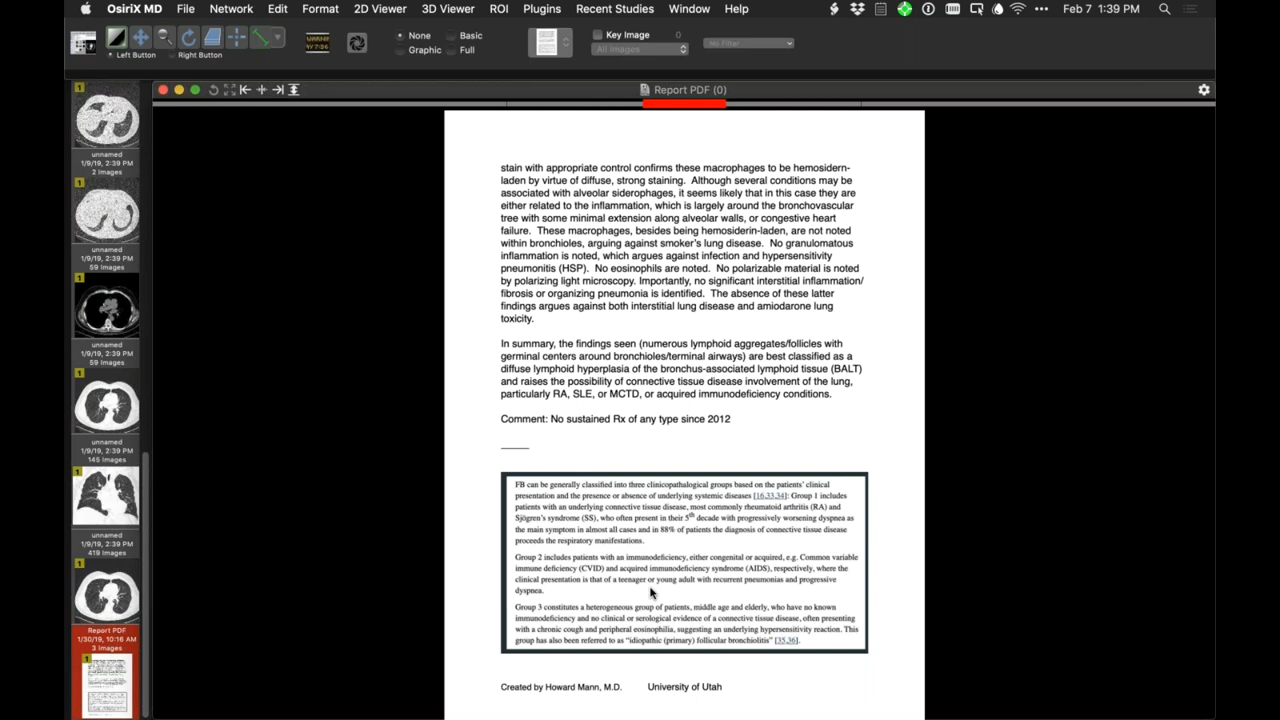 OsiriX MD File Network Edit Format 2D Viewer 3D Viewer ROI Plugins Recent Studies Window Help Feb 7 1:39 PM
None Basic
Graphic Full
Left Button Right Button
Key Image 0
All Images
No Filter
Report PDF (0)
1
unnamed
1/9/19, 2:39 PM
2 Images
1
unnamed
1/9/19, 2:39 PM
59 Images
1
unnamed
1/9/19, 2:39 PM
59 Images
1
unnamed
1/9/19, 2:39 PM
145 Images
1
unnamed
1/9/19, 2:39 PM
419 Images
1
Report PDF
1/30/19, 10:16 AM
3 Images
1
stain with appropriate control confirms these macrophages to be hemosidern-
laden by virtue of diffuse, strong staining. Although several conditions may be
associated with alveolar siderophages, it seems likely that in this case they are
either related to the inflammation, which is largely around the bronchovascular
tree with some minimal extension along alveolar walls, or congestive heart
failure. These macrophages, besides being hemosiderin-laden, are not noted
within bronchioles, arguing against smoker's lung disease. No granulomatous
inflammation is noted, which argues against infection and hypersensitivity
pneumonitis (HSP). No eosinophils are noted. No polarizable material is noted
by polarizing light microscopy. Importantly, no significant interstitial inflammation/
fibrosis or organizing pneumonia is identified. The absence of these latter
findings argues against both interstitial lung disease and amiodarone lung
toxicity.
In summary, the findings seen (numerous lymphoid aggregates/follicles with
germinal centers around bronchioles/terminal airways) are best classified as a
diffuse lymphoid hyperplasia of the bronchus-associated lymphoid tissue (BALT)
and raises the possibility of connective tissue disease involvement of the lung,
particularly RA, SLE, or MCTD, or acquired immunodeficiency conditions.
Comment: No sustained Rx of any type since 2012
FB can be generally classified into three clinicopathalogical groups based on the patients' clinical
presentation and the presence or absence of underlying systemic diseases [16,33,34]: Group 1 includes
patients with an underlying connective tissue disease, most commonly rheumatoid arthritis (RA) and
Sjögren's syndrome (SS), who often present in their 5th decade with progressively worsening dyspnea as
the main symptom in almost all cases and in 88% of patients the diagnosis of connective tissue disease
proceeds the respiratory manifestations.
Group 2 includes patients with an immunodeficiency, either congenital or acquired, e.g. Common variable
immune deficiency (CVID) and acquired immunodeficiency syndrome (AIDS), respectively, where the
clinical presentation is that of a teenager or young adult with recurrent pneumonias and progressive
dyspnea.
Group 3 constitutes a heterogeneous group of patients, middle age and elderly, who have no known
immunodeficiency and no clinical or serological evidence of a connective tissue disease, often presenting
with a chronic cough and peripheral eosinophilia, suggesting an underlying hypersensitivity reaction. This
group has also been referred to as "idiopathic (primary) follicular bronchiolitis" [35,36].
Created by Howard Mann, M.D. University of Utah